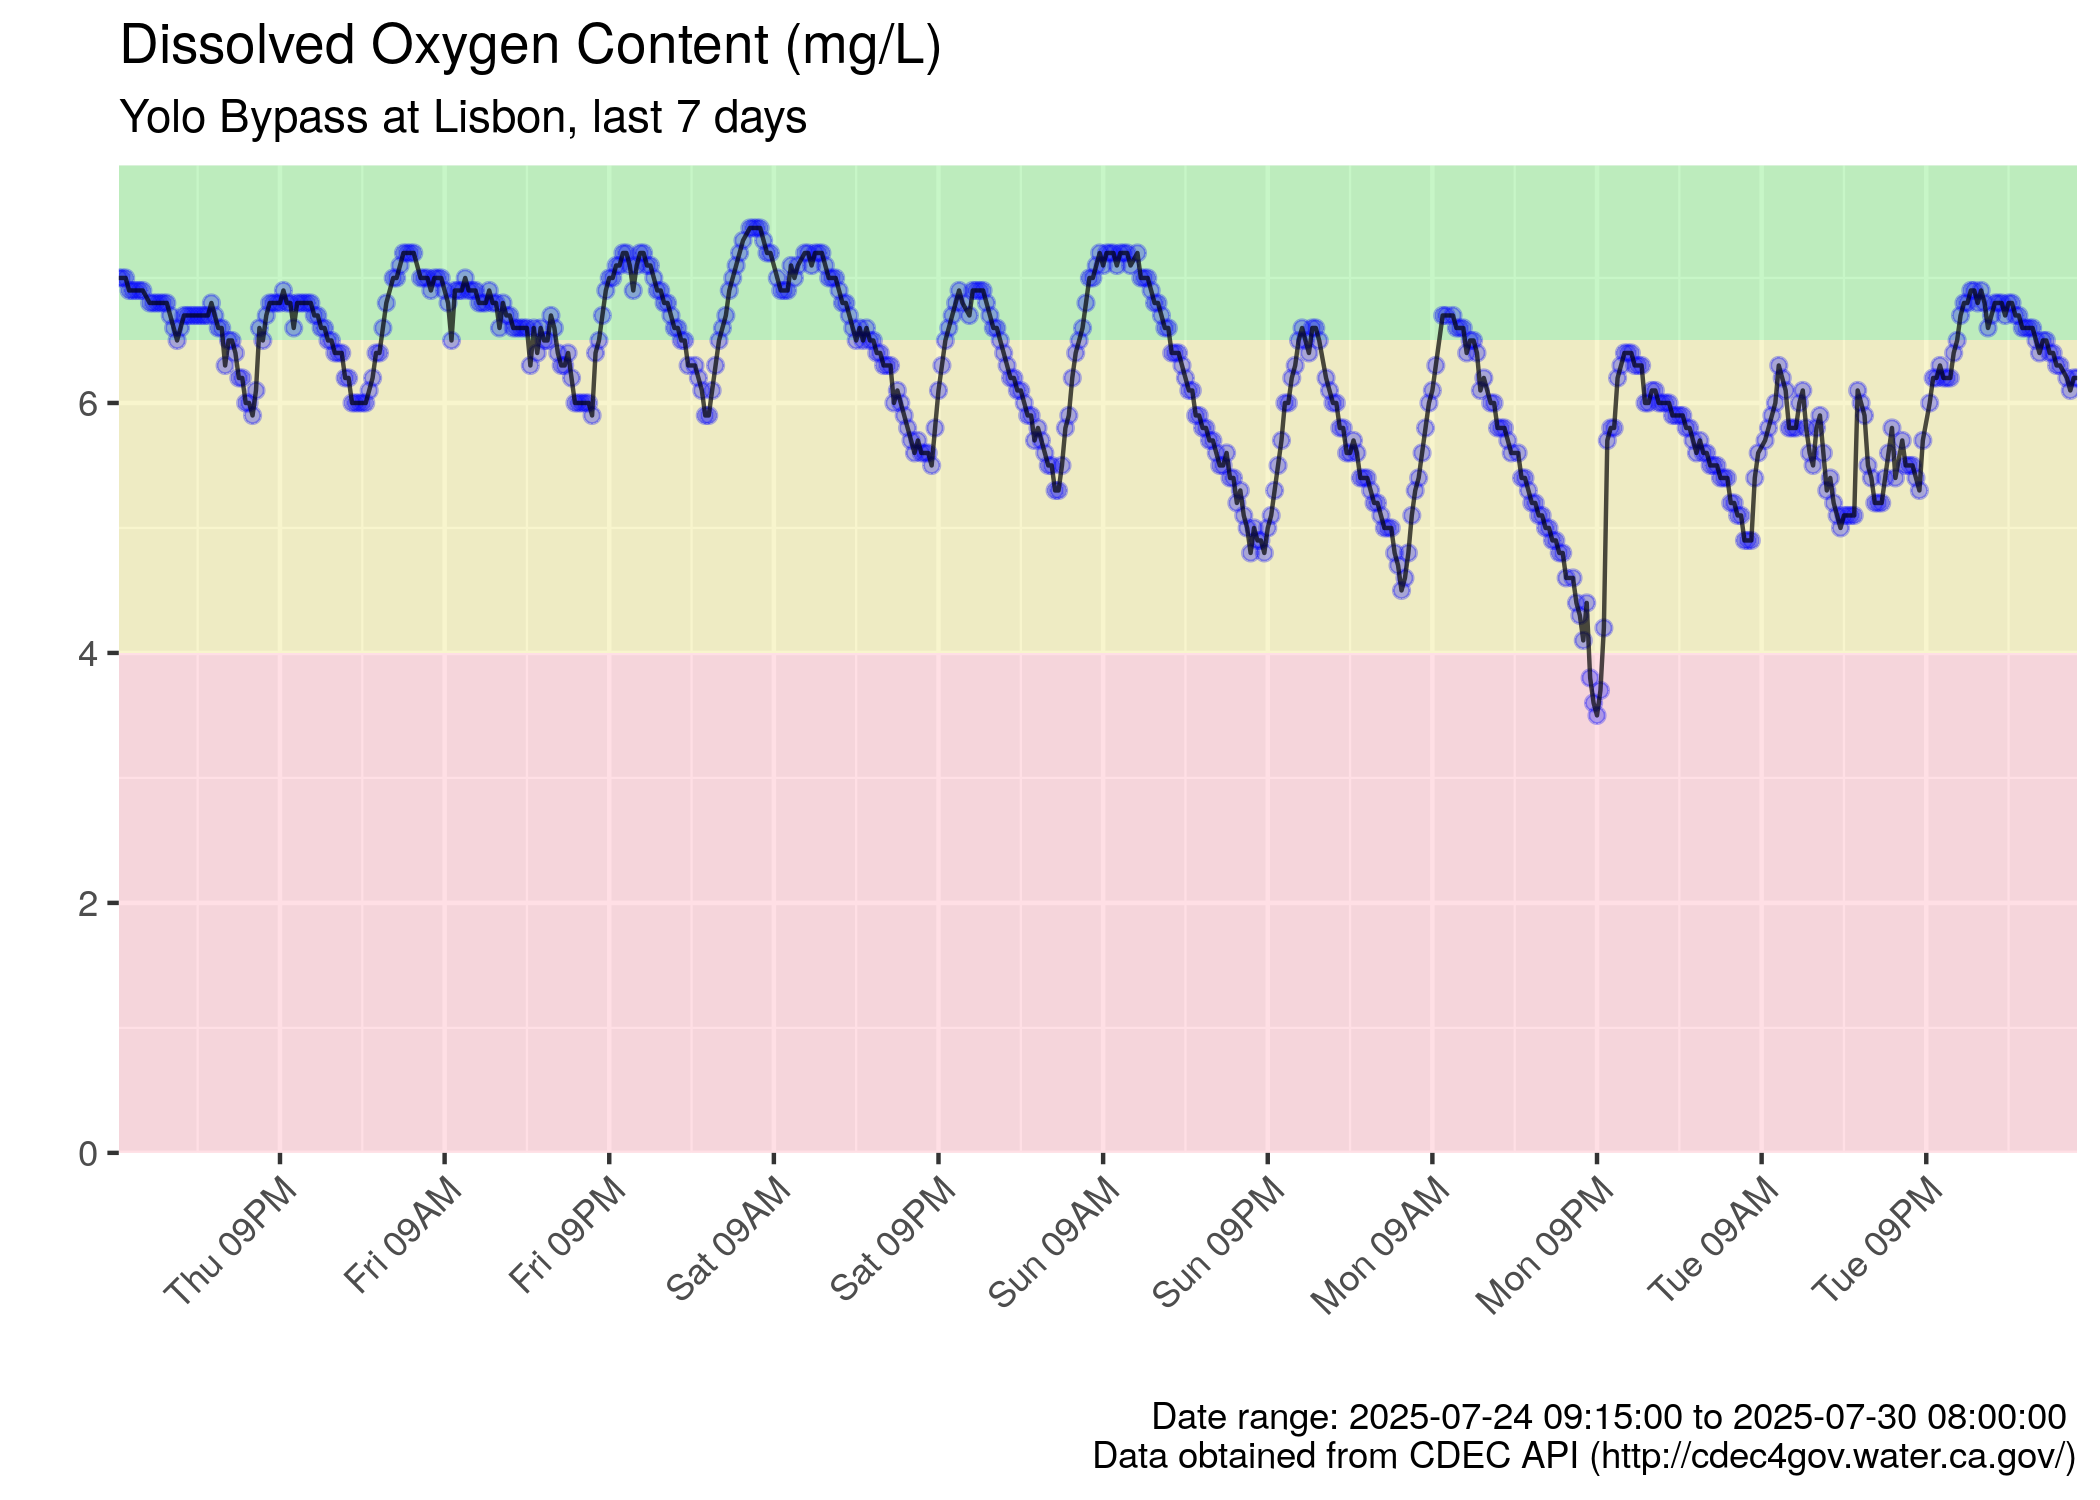 Dissolved Oxygen Content (mg/L)
Yolo Bypass at Lisbon, last 7 days
6
4
2
0
Thu 09PM
Fri 09AM
Fri 09PM
Sat 09AM
Sat 09PM
Sun 09AM
Sun 09PM
Mon 09AM
Mon 09PM
Tue 09AM
Tue 09PM
Date range: 2025-07-24 09:15:00 to 2025-07-30 08:00:00
Data obtained from CDEC API (http://cdec4gov.water.ca.gov/)